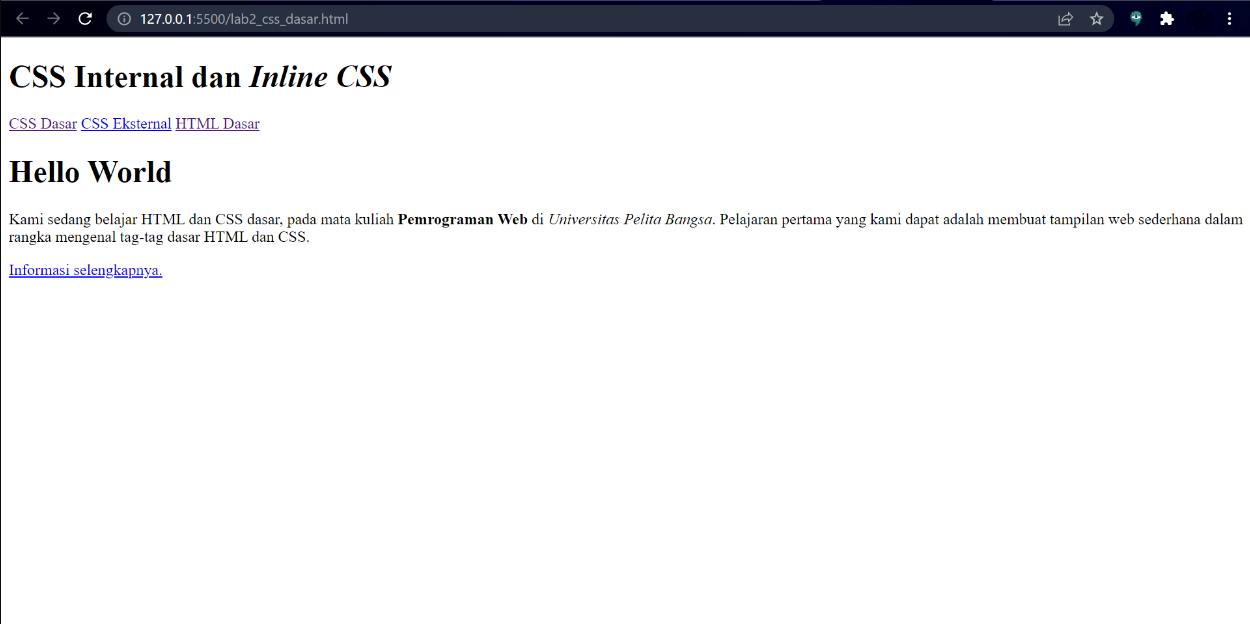 127.0.0.1:5500/lab2_css_dasar.html
CSS Internal dan Inline CSS
CSS Dasar CSS Eksternal HTML Dasar
Hello World
Kami sedang belajar HTML dan CSS dasar, pada mata kuliah Pemrograman Web di Universitas Pelita Bangsa. Pelajaran pertama yang kami dapat adalah membuat tampilan web sederhana dalam
rangka mengenal tag-tag dasar HTML dan CSS.
Informasi selengkapnya.